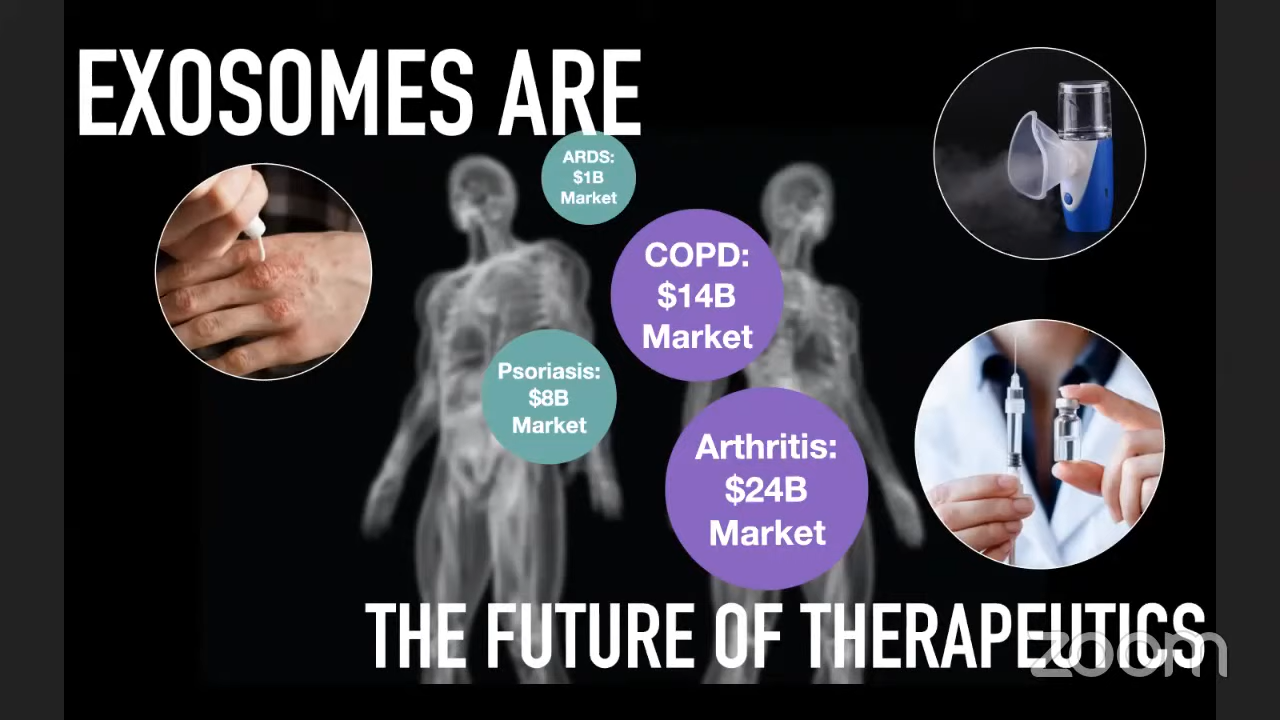 EXOSOMES ARE
ARDS:
$1B
Market
COPD:
$14B
Market
Psoriasis:
$8B
Market
Arthritis:
$24B
Market
THE FUTURE OF THERAPEUTICS
zoom